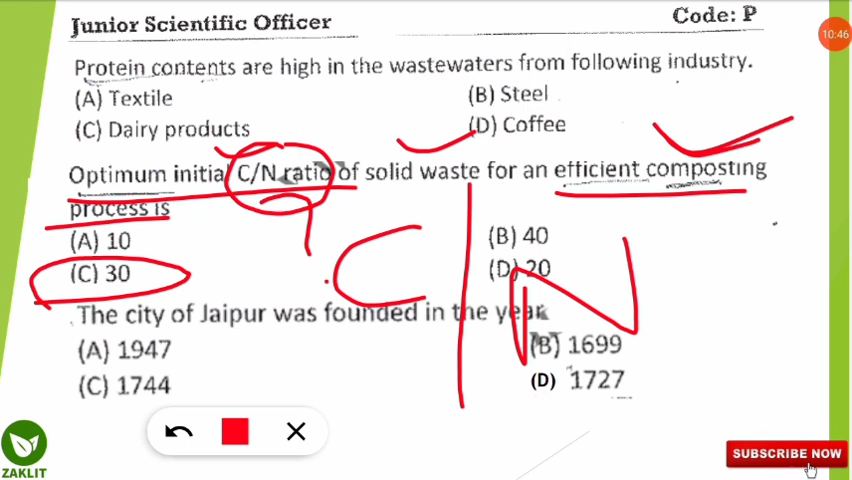 Junior Scientific Officer
Code: P
10:46
Protein contents are high in the wastewaters from following industry.
(A) Textile
(B) Steel
(C) Dairy products
(D) Coffee
Optimum initial C/N ratio of solid waste for an efficient composting
process is
(A) 10
(B) 40
(C) 30
(D) 20
C N
The city of Jaipur was founded in the year
(A) 1947
(B) 1699
(C) 1744
(D) 1727
ZAKLIT
SUBSCRIBE NOW